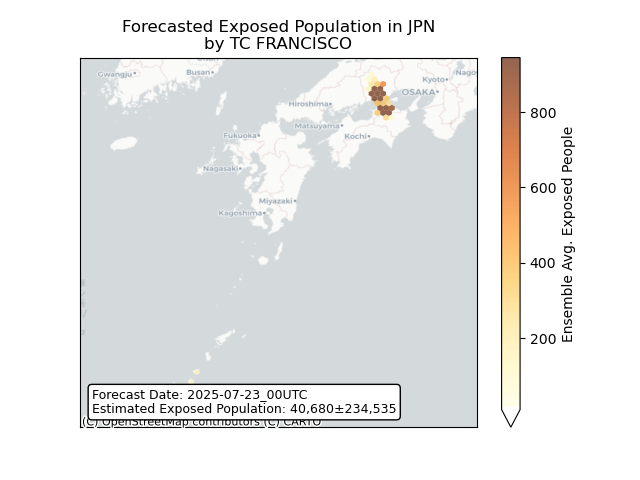 Forecasted Exposed Population in JPN
by TC FRANCISCO
Gwangju
Busan
Kyoto
Nago
OSAKA
Hiroshima
Matsuyama
Fukuoka
Kochi
Nagasaki
Miyazaki
Kagoshima
800
600
400
200
Ensemble Avg. Exposed People
Forecast Date: 2025-07-23_00UTC
Estimated Exposed Population: 40,680±234,535
(C) OpenStreetMap contributors (C) CARTO